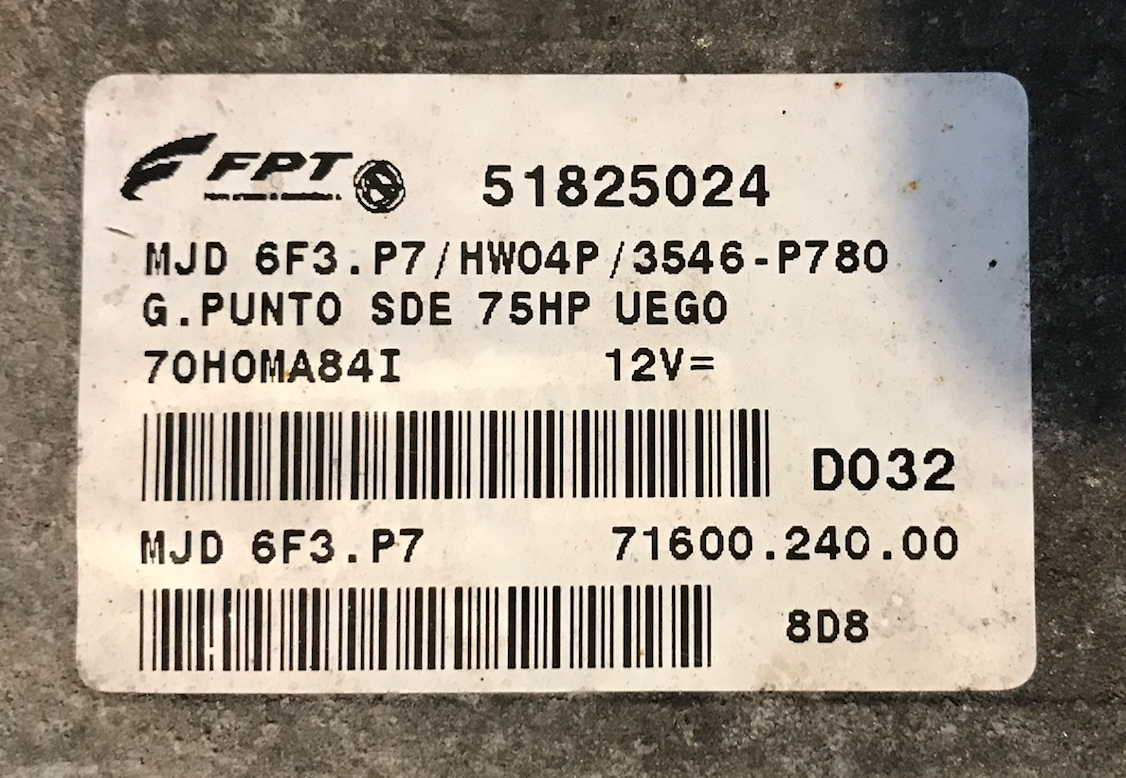 FPT 51825024
MJD 6F3.P7/HW04P/3546-P780
G.PUNTO SDE 75HP UEGO
70H0MA84I 12V=
D032
MJD 6F3.P7 71600.240.00
8D8